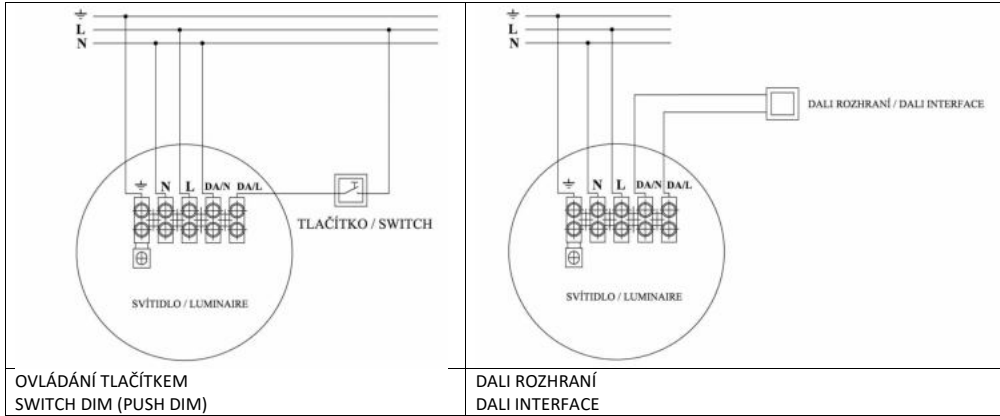 ⏚
L
N
⏚ N L DA/N DA/L
TLAČÍTKO / SWITCH
SVÍTIDLO / LUMINAIRE
OVLÁDÁNÍ TLAČÍTKEM
SWITCH DIM (PUSH DIM)
⏚
L
N
DALI ROZHRANÍ / DALI INTERFACE
⏚ N L DA/N DA/L
SVÍTIDLO / LUMINAIRE
DALI ROZHRANÍ
DALI INTERFACE